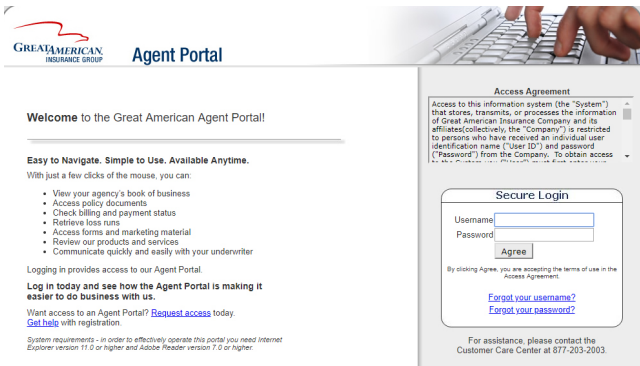 GREATAMERICAN.
INSURANCE GROUP
Agent Portal
Welcome to the Great American Agent Portal!
Easy to Navigate. Simple to Use. Available Anytime.
With just a few clicks of the mouse, you can:
• View your agency's book of business
• Access policy documents
• Check billing and payment status
• Retrieve loss runs
• Access forms and marketing material
• Review our products and services
• Communicate quickly and easily with your underwriter
Logging in provides access to our Agent Portal.
Log in today and see how the Agent Portal is making it
easier to do business with us.
Want access to an Agent Portal? Request access today.
Get help with registration.
System requirements - in order to effectively operate this portal you need Internet
Explorer version 11.0 or higher and Adobe Reader version 7.0 or higher.
Access Agreement
Access to this information system (the "System")
that stores, transmits, or processes the information
of Great American Insurance Company and its
affiliates(collectively, the "Company") is restricted
to persons who have received an individual user
identification name ("User ID") and password
("Password") from the Company. To obtain access
Secure Login
Username
Password
Agree
By clicking Agree, you are accepting the terms of use in the
Access Agreement.
Forgot your username?
Forgot your password?
For assistance, please contact the
Customer Care Center at 877-203-2003.